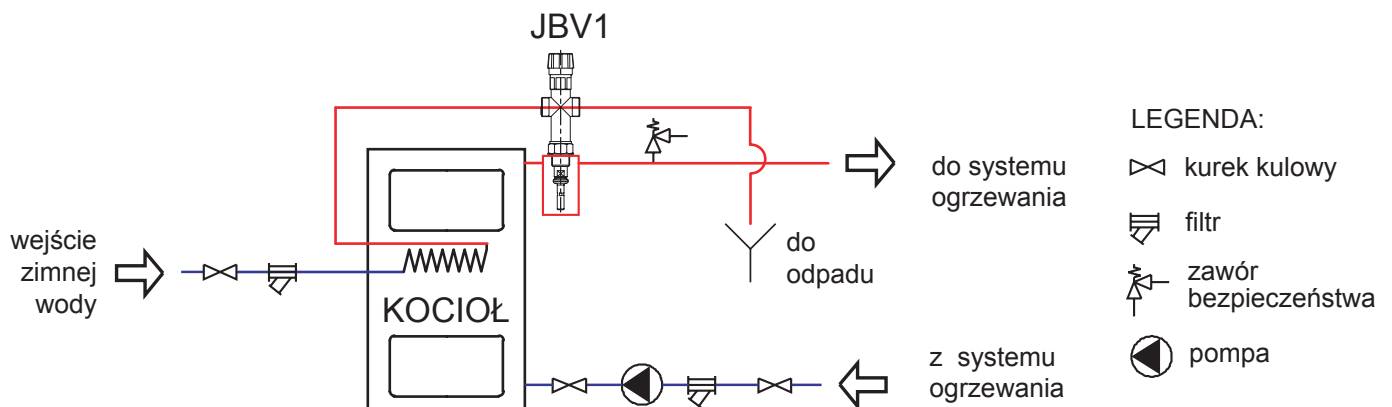 JBV1
do systemu
ogrzewania
wejście
zimnej
wody
do
odpadu
KOCIOŁ
z systemu
ogrzewania
LEGENDA:
kurek kulowy
filtr
zawór
bezpieczeństwa
pompa